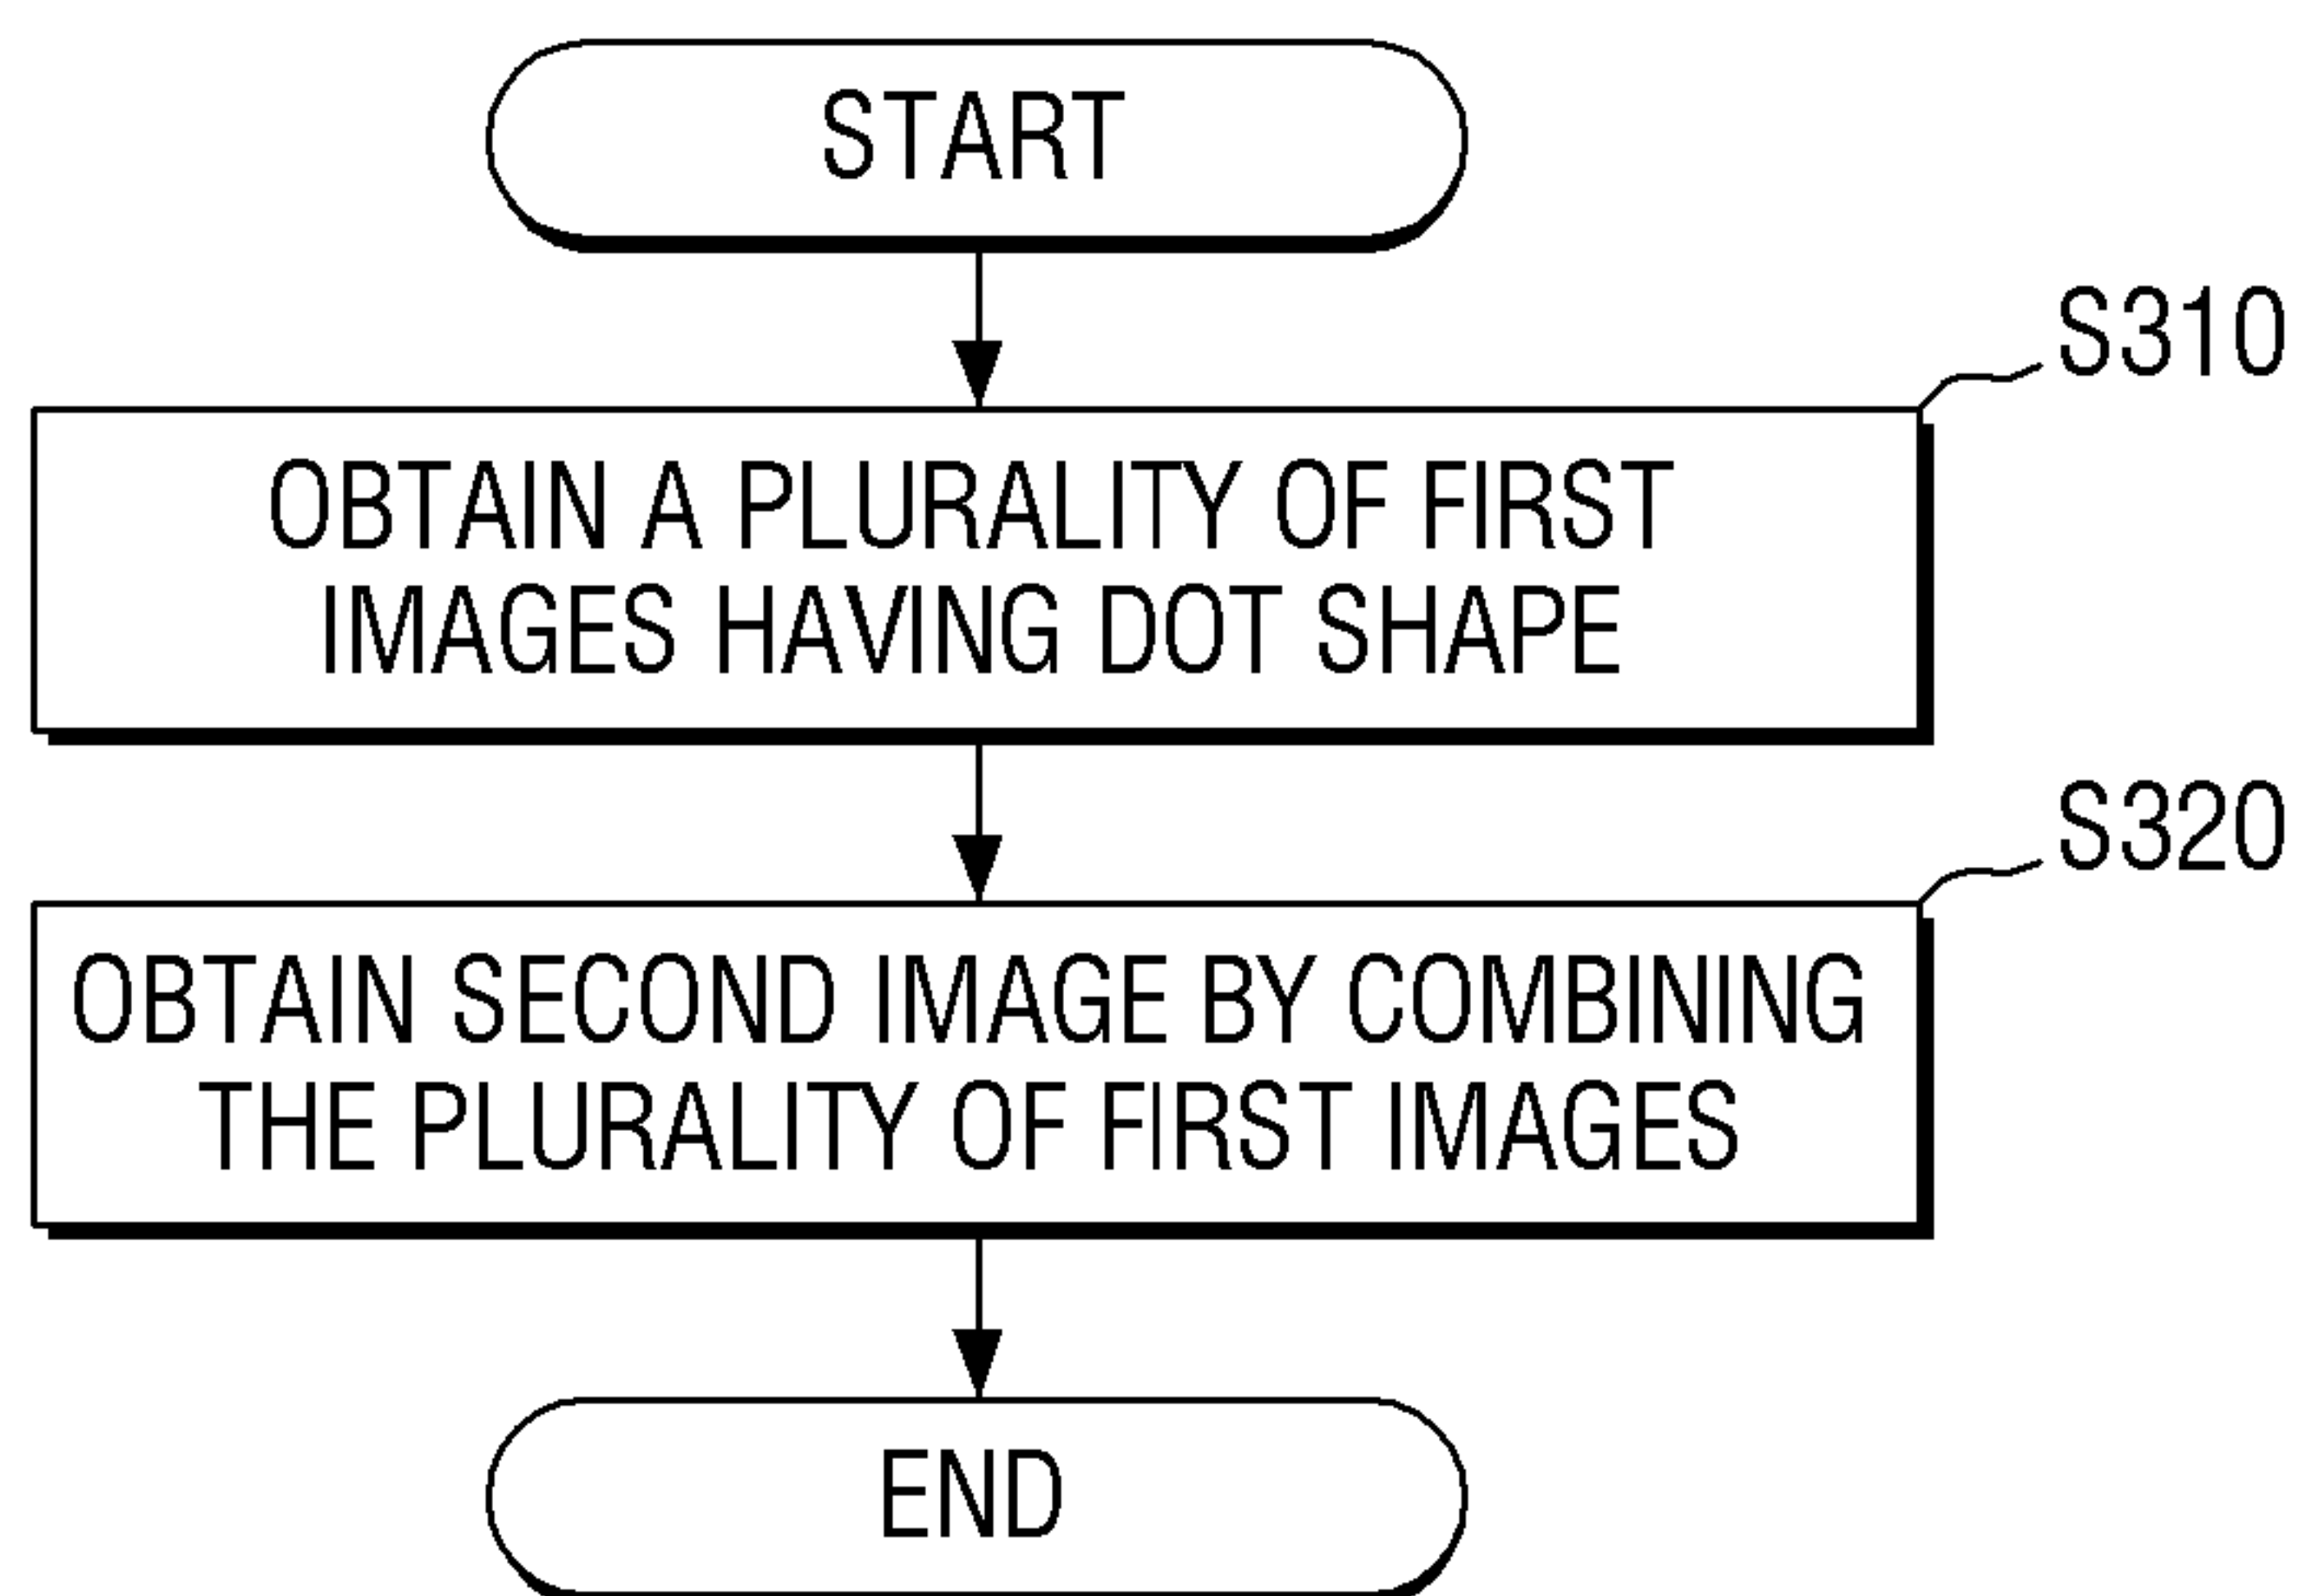 START
S310
OBTAIN A PLURALITY OF FIRST
IMAGES HAVING DOT SHAPE
S320
OBTAIN SECOND IMAGE BY COMBINING
THE PLURALITY OF FIRST IMAGES
END